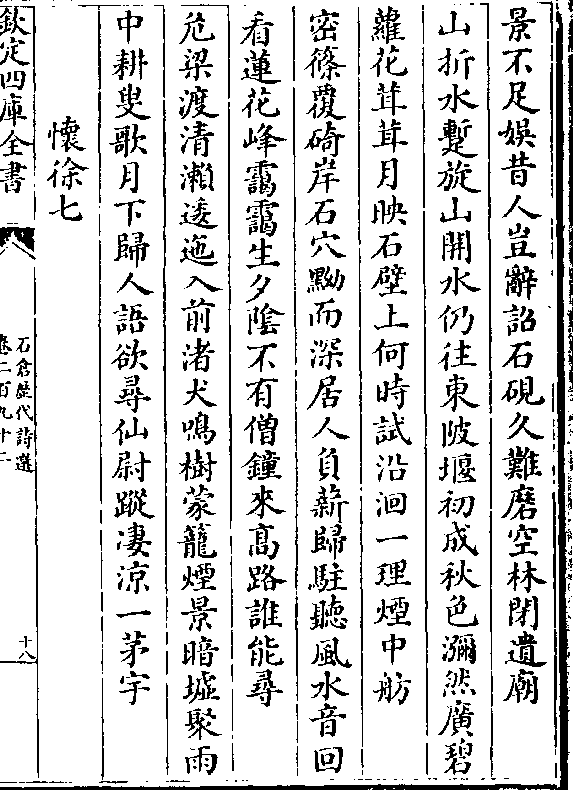 景不足娛昔人豈辭詔石硯久難磨空林閉遺廟
山折水蹔旋山開水仍往東陂堰初成秋色瀰然廣碧
蘿花茸茸月映石壁上何時試沿洄一理煙中舫
密篠覆碕岸石穴黝而深居人負薪歸駐聽風水音回
看蓮花峰靄靄生夕陰不有僧鐘來髙路誰能尋
危梁渡清瀨逶迤入前渚犬鳴樹蒙籠煙景暗墟聚雨
中耕叟歌月下歸人語欲尋仙尉蹤凄涼一茅宇
懷徐七
欽定四庫全書
石倉歷代詩選
卷二百九十二
十八